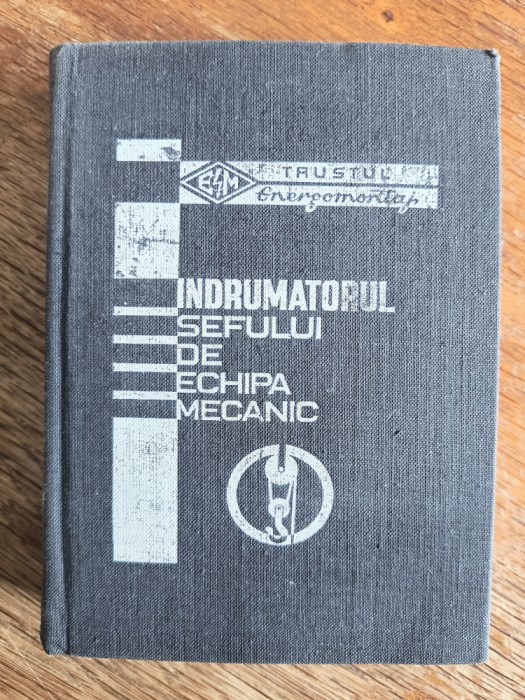 TRUSTUL
EM
Energomontaj
INDRUMATORUL
SEFULUI
DE
ECHIPA
MECANIC